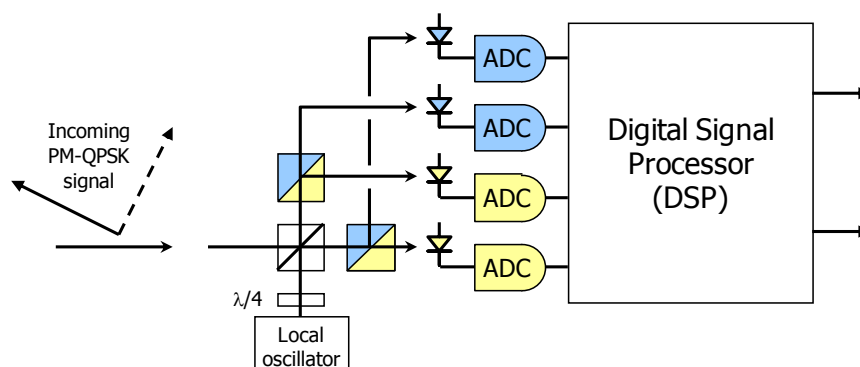 ADC
Incoming
PM-QPSK
signal
ADC
Digital Signal
Processor
(DSP)
ADC
ADC
λ/4
Local
oscillator